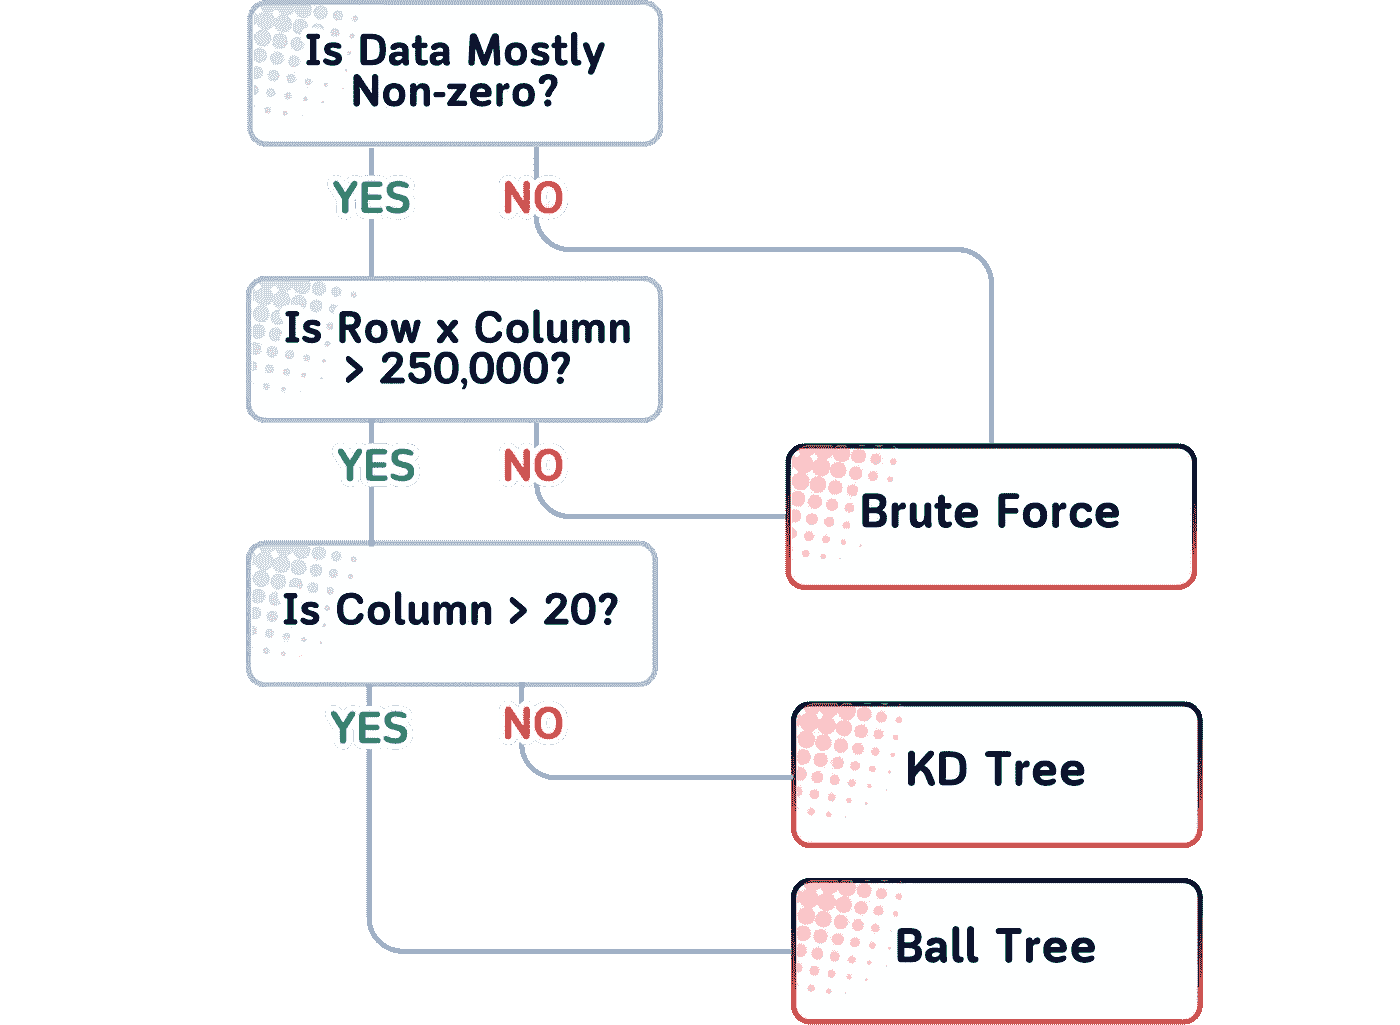 Is Data Mostly
Non-zero?
YES
NO
Is Row x Column
> 250,000?
YES
NO
Brute Force
Is Column > 20?
YES
NO
KD Tree
Ball Tree